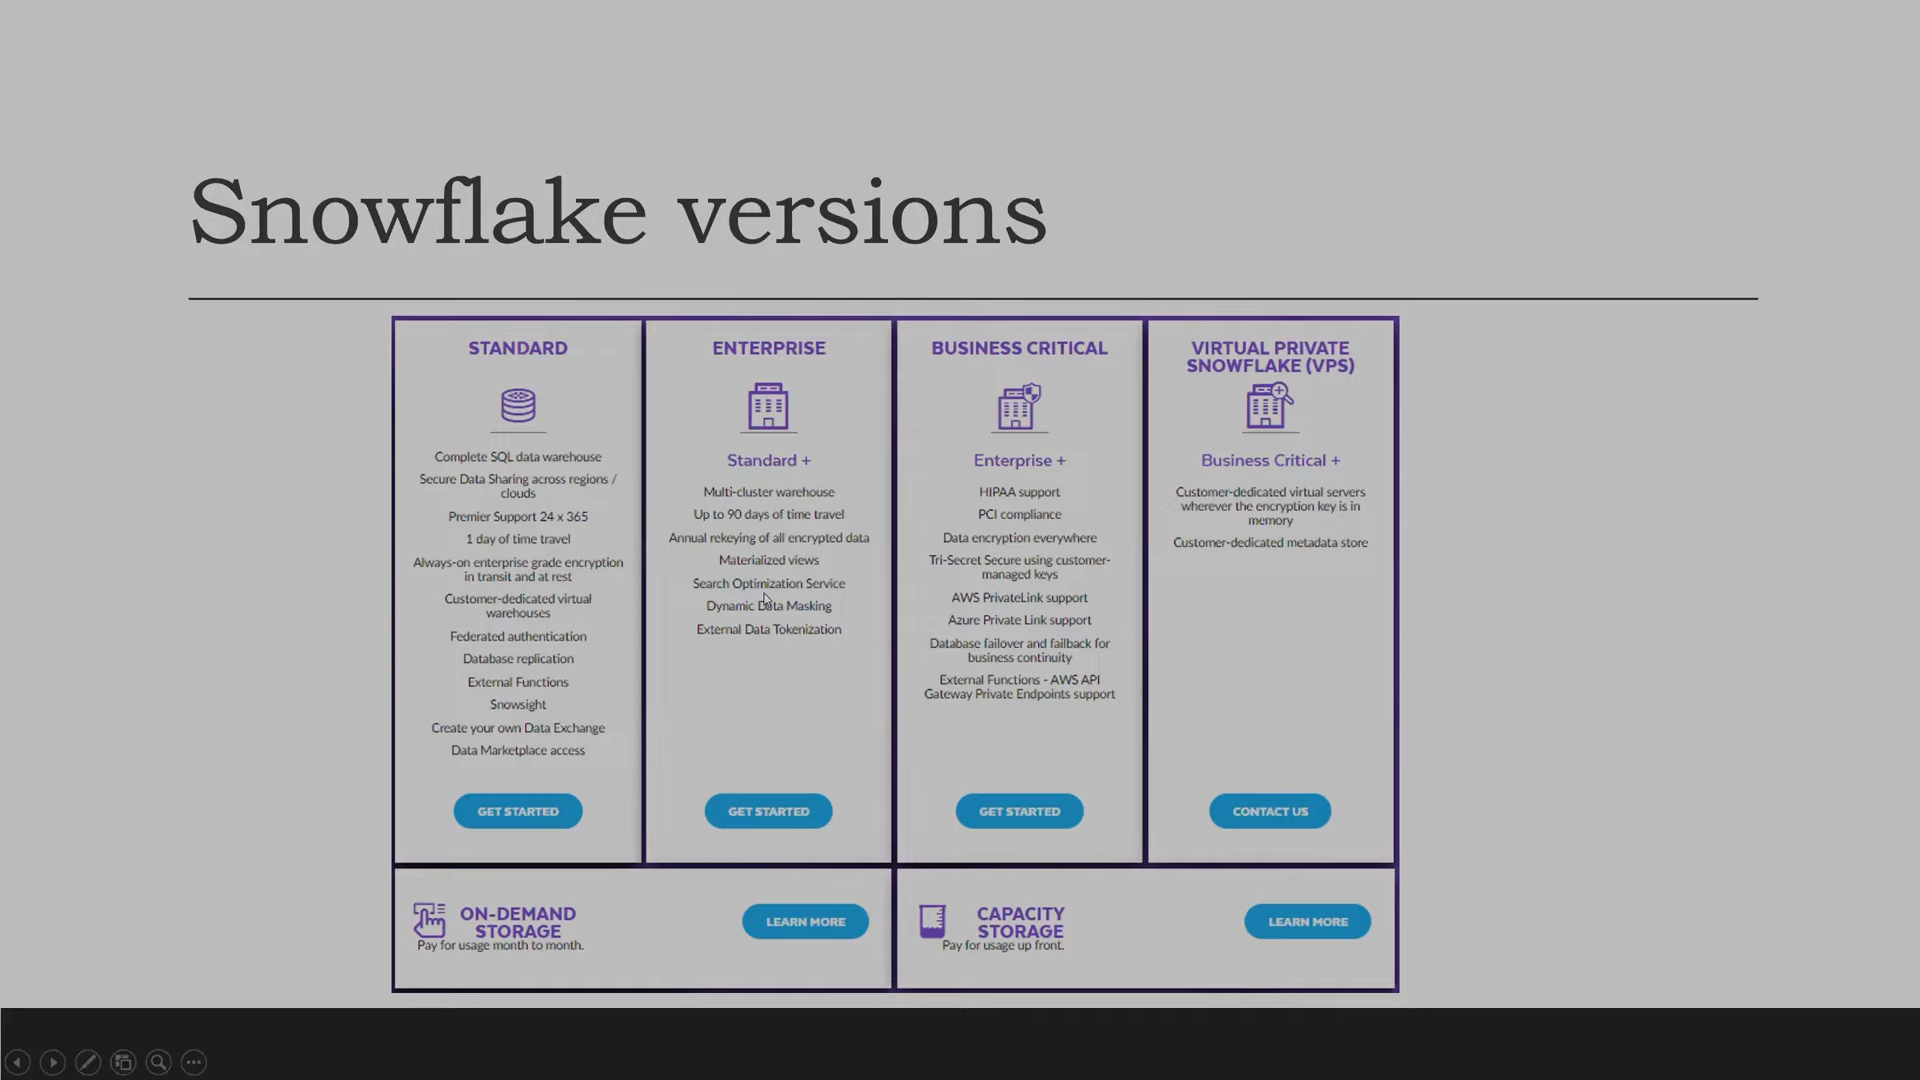 Snowflake versions
STANDARD
Complete SQL data warehouse
Secure Data Sharing across regions /
clouds
Premier Support 24 x 365
1 day of time travel
Always-on enterprise grade encryption
in transit and at rest
Customer-dedicated virtual
warehouses
Federated authentication
Database replication
External Functions
Snowsight
Create your own Data Exchange
Data Marketplace access
GET STARTED
ENTERPRISE
Standard +
Multi-cluster warehouse
Up to 90 days of time travel
Annual rekeying of all encrypted data
Materialized views
Search Optimization Service
Dynamic Data Masking
External Data Tokenization
GET STARTED
BUSINESS CRITICAL
Enterprise +
HIPAA support
PCI compliance
Data encryption everywhere
Tri-Secret Secure using customer-
managed keys
AWS PrivateLink support
Azure Private Link support
Database failover and failback for
business continuity
External Functions - AWS API
Gateway Private Endpoints support
GET STARTED
VIRTUAL PRIVATE
SNOWFLAKE (VPS)
Business Critical +
Customer-dedicated virtual servers
wherever the encryption key is in
memory
Customer-dedicated metadata store
CONTACT US
ON-DEMAND
STORAGE
Pay for usage month to month.
LEARN MORE
CAPACITY
STORAGE
Pay for usage up front.
LEARN MORE